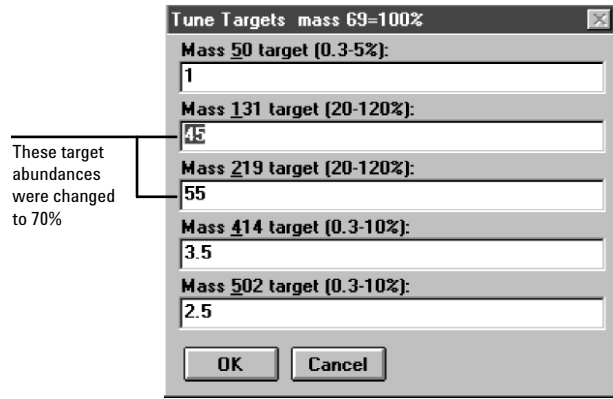 Tune Targets mass 69=100%
Mass 50 target (0.3-5%):
1
Mass 131 target (20-120%):
45
Mass 219 target (20-120%):
55
Mass 414 target (0.3-10%):
3.5
Mass 502 target (0.3-10%):
2.5
OK Cancel
These target
abundances
were changed
to 70%